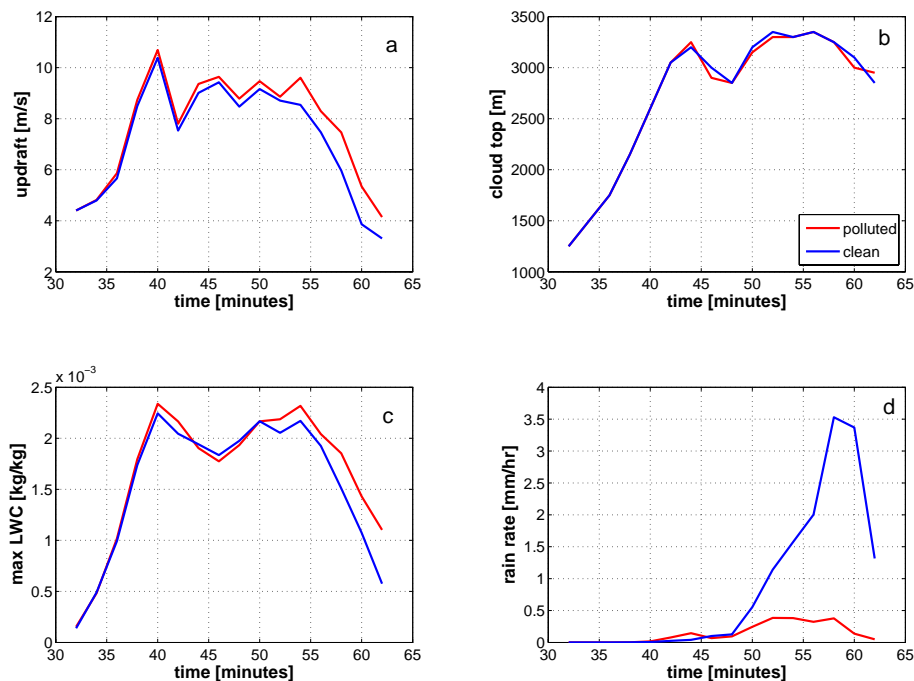 12
10
8
6
4
2
30 35 40 45 50 55 60 65
updraft [m/s]
time [minutes]
a
3500
3000
2500
2000
1500
1000
30 35 40 45 50 55 60 65
cloud top [m]
time [minutes]
b
polluted
clean
x 10⁻³
2.5
2
1.5
1
0.5
0
30 35 40 45 50 55 60 65
max LWC [kg/kg]
time [minutes]
c
4
3.5
3
2.5
2
1.5
1
0.5
0
30 35 40 45 50 55 60 65
rain rate [mm/hr]
time [minutes]
d